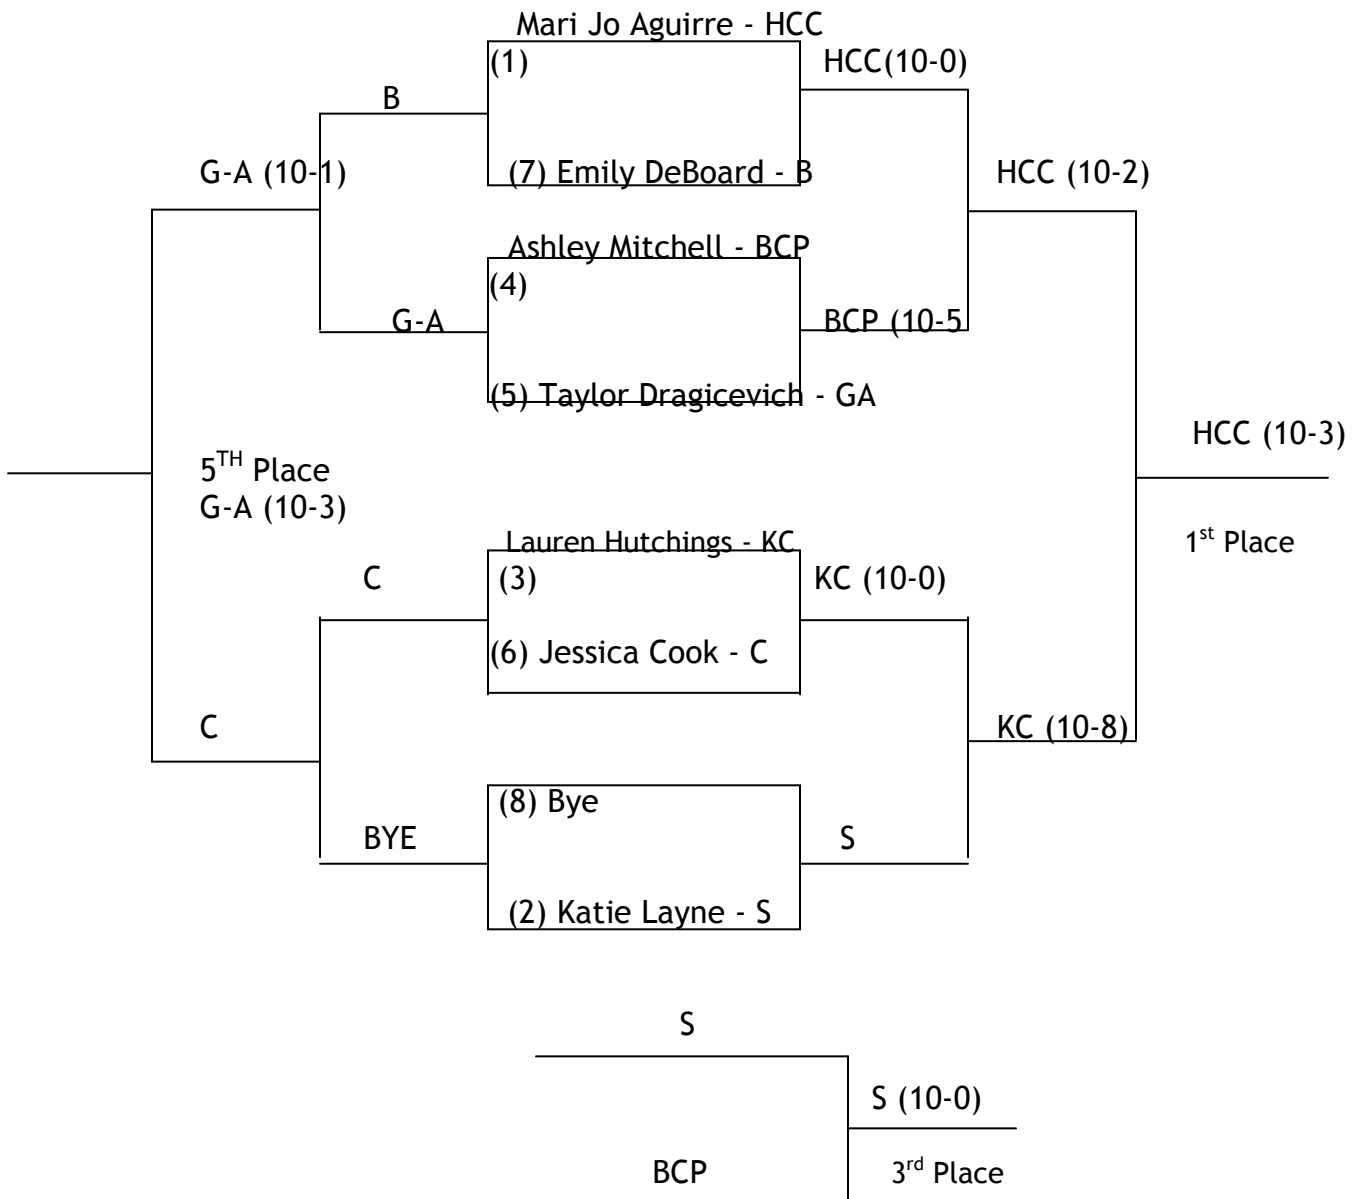 Mari Jo Aguirre - HCC
(1)
HCC(10-0)
B
G-A (10-1)
(7) Emily DeBoard - B
HCC (10-2)
Ashley Mitchell - BCP
(4)
G-A
BCP (10-5
(5) Taylor Dragicevich - GA
HCC (10-3)
5TH Place
G-A (10-3)
Lauren Hutchings - KC
1st Place
C
(3)
KC (10-0)
(6) Jessica Cook - C
C
KC (10-8)
(8) Bye
BYE
S
(2) Katie Layne - S
S
S (10-0)
BCP
3rd Place